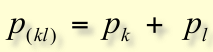 p(kl) = pk + pl